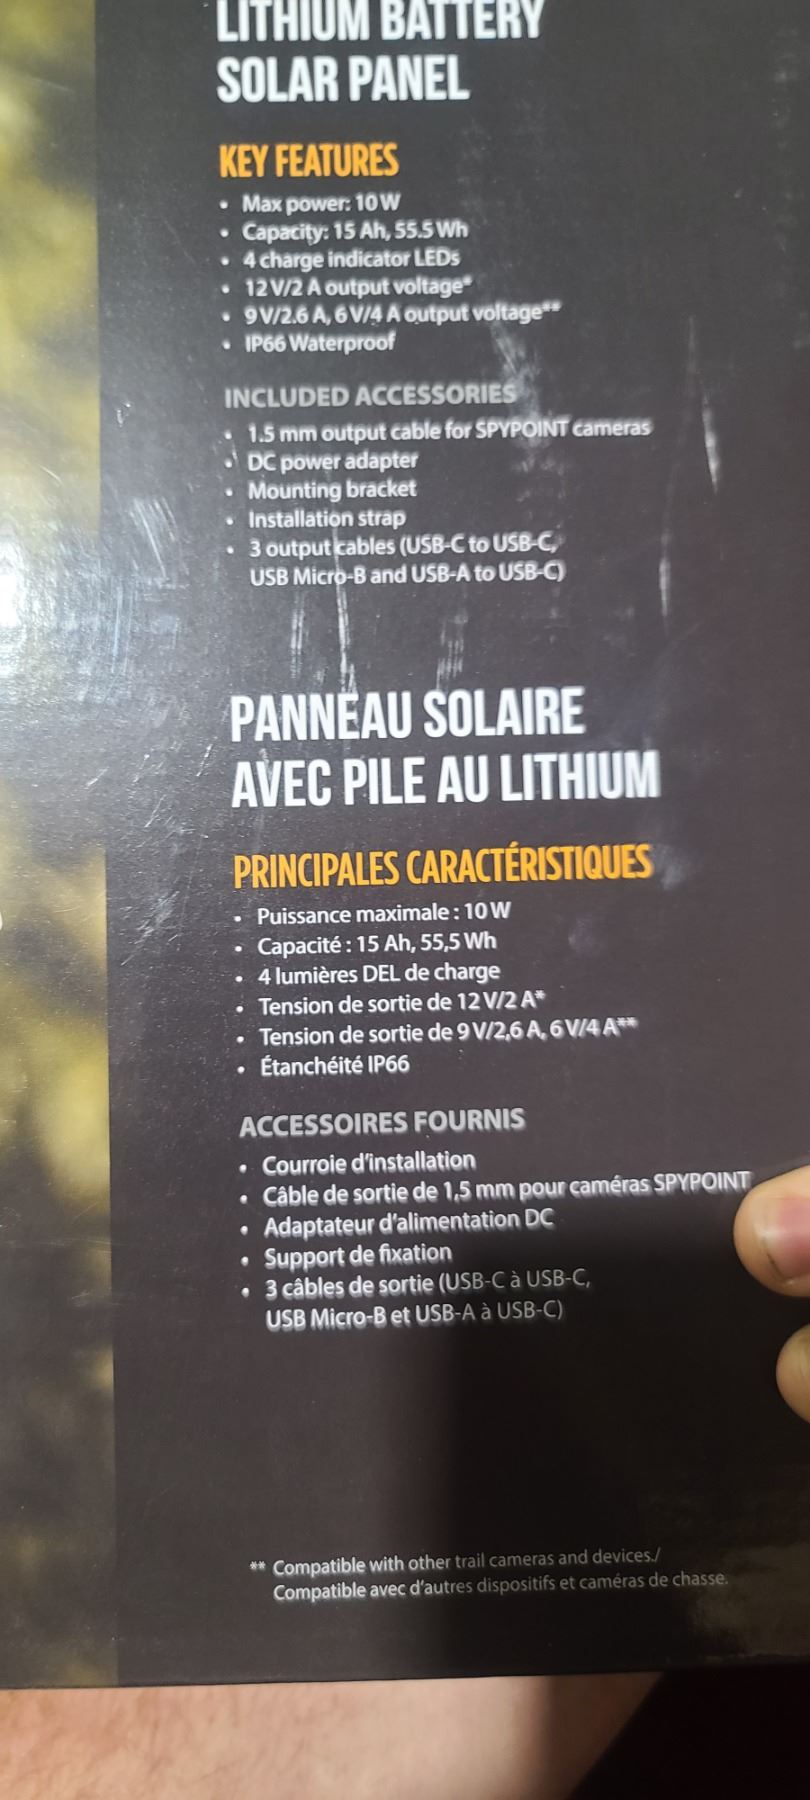 LITHIUM BATTERY
SOLAR PANEL
KEY FEATURES
• Max power: 10 W
• Capacity: 15 Ah, 55.5 Wh
• 4 charge indicator LEDs
• 12 V/2 A output voltage*
• 9 V/2.6 A, 6 V/4 A output voltage**
• IP66 Waterproof
INCLUDED ACCESSORIES
• 1.5 mm output cable for SPYPOINT cameras
• DC power adapter
• Mounting bracket
• Installation strap
• 3 output cables (USB-C to USB-C,
USB Micro-B and USB-A to USB-C)
PANNEAU SOLAIRE
AVEC PILE AU LITHIUM
PRINCIPALES CARACTÉRISTIQUES
• Puissance maximale : 10 W
• Capacité : 15 Ah, 55,5 Wh
• 4 lumières DEL de charge
• Tension de sortie de 12 V/2 A*
• Tension de sortie de 9 V/2,6 A, 6 V/4 A**
• Étanchéité IP66
ACCESSOIRES FOURNIS
• Courroie d'installation
• Câble de sortie de 1,5 mm pour caméras SPYPOINT
• Adaptateur d'alimentation DC
• Support de fixation
• 3 câbles de sortie (USB-C à USB-C,
USB Micro-B et USB-A à USB-C)
** Compatible with other trail cameras and devices./
Compatible avec d'autres dispositifs et caméras de chasse.